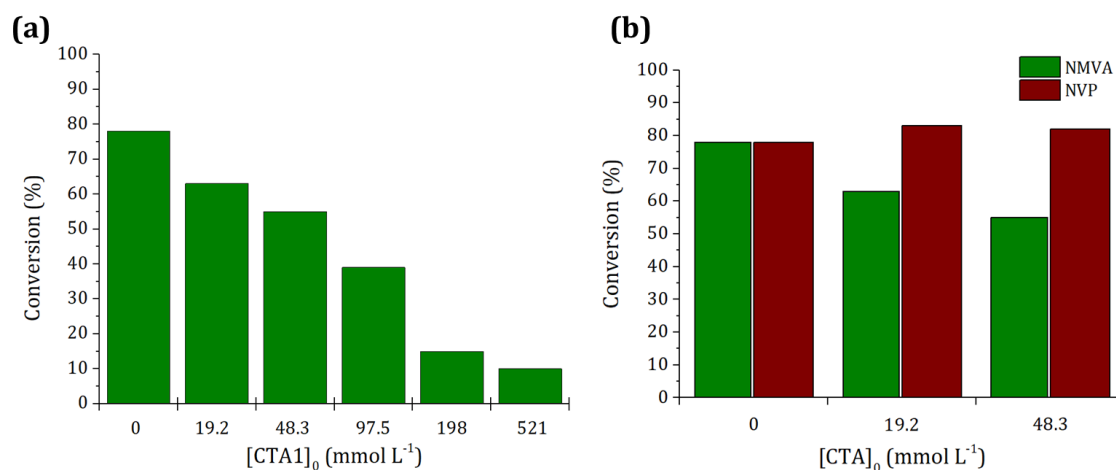 (a)
100
90
80
70
60
50
40
30
20
10
0
Conversion (%)
0 19.2 48.3 97.5 198 521
[CTA1]₀ (mmol L⁻¹)
(b)
NMVA
NVP
100
90
80
70
60
50
40
30
20
10
0
Conversion (%)
0 19.2 48.3
[CTA]₀ (mmol L⁻¹)